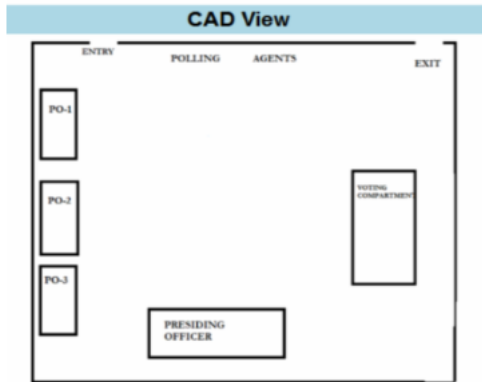 CAD View
ENTRY
POLLING AGENTS
EXIT
PO-1
PO-2
PO-3
VOTING
COMPARTMENT
PRESIDING
OFFICER